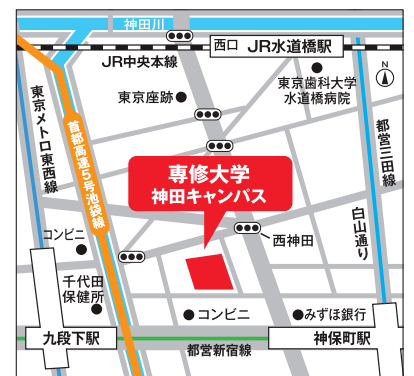 神田川
西口 JR水道橋駅
JR中央本線
N
東京歯科大学
水道橋病院
東京座跡
東京メトロ東西線
首都高速5号池袋線
都営三田線
専修大学
神田キャンパス
白山通り
コンビニ
西神田
千代田
保健所
コンビニ
みずほ銀行
九段下駅
神保町駅
都営新宿線